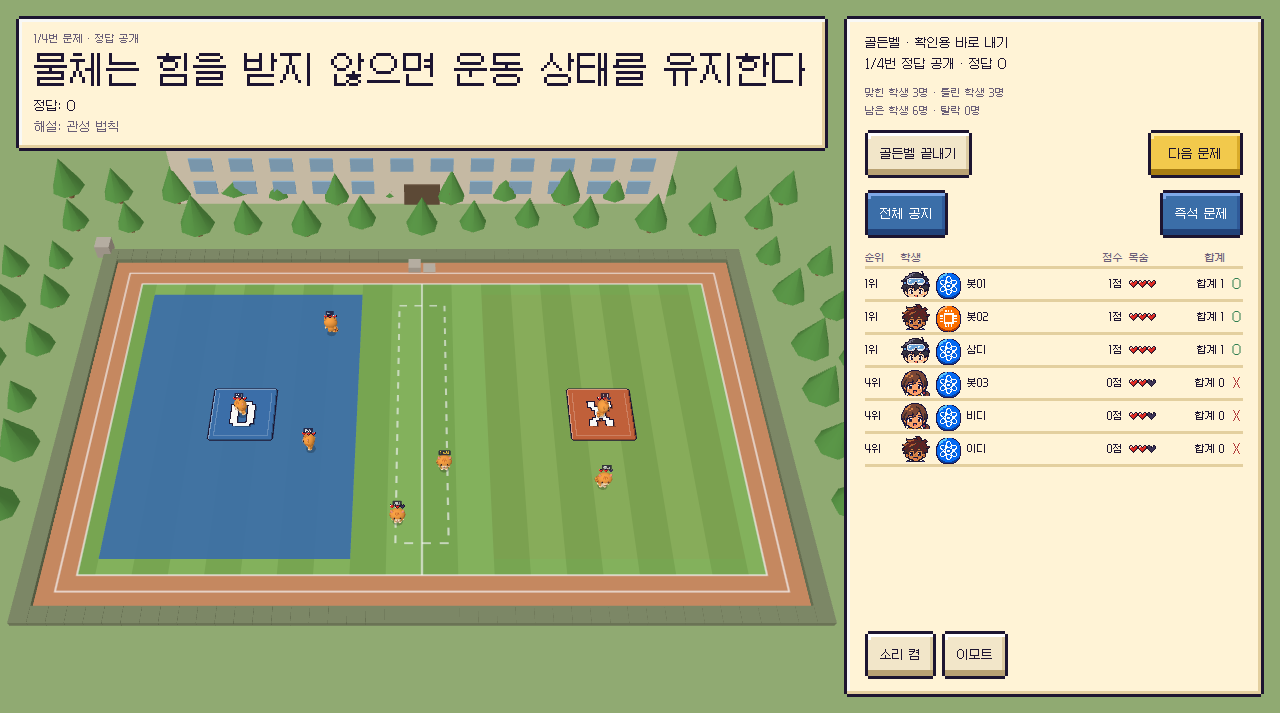 1/4번 문제 · 정답 공개
물체는 힘을 받지 않으면 운동 상태를 유지한다
정답: O
해설: 관성 법칙
O
X
골든벨 · 확인용 바로 내기
1/4번 정답 공개 · 정답 O
맞힌 학생 3명 · 틀린 학생 3명
남은 학생 6명 · 탈락 0명
골든벨 끝내기
다음 문제
전체 공지
즉석 문제
순위 학생 점수 목숨 합계
1위 봇01 1점 합계 1 O
1위 봇02 1점 합계 1 O
1위 삼디 1점 합계 1 O
4위 봇03 0점 합계 0 X
4위 비디 0점 합계 0 X
4위 이디 0점 합계 0 X
소리 켬
이모트